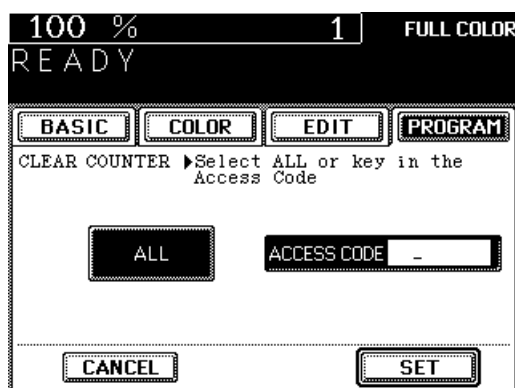 100 % 1 FULL COLOR
READY
BASIC COLOR EDIT PROGRAM
CLEAR COUNTER ▶Select ALL or key in the
Access Code
ALL ACCESS CODE _
CANCEL SET